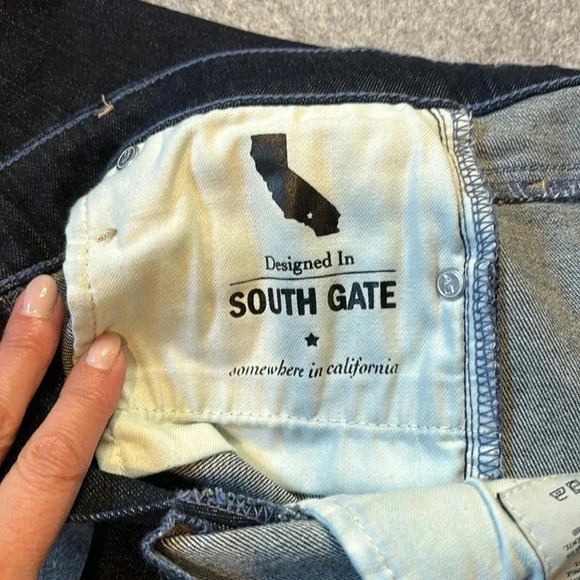 Designed In
SOUTH GATE
somewhere in california